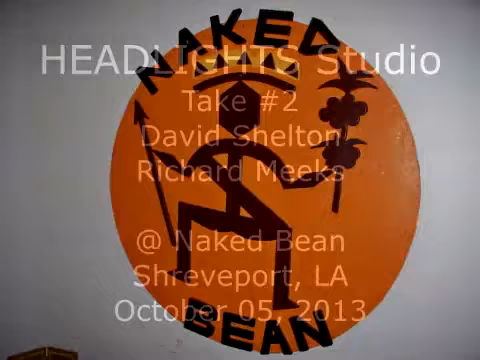 NAKED
HEADLIGHTS Studio
Take #2
David Shelton
Richard Meeks
@ Naked Bean
Shreveport, LA
October 05, 2013
BEAN